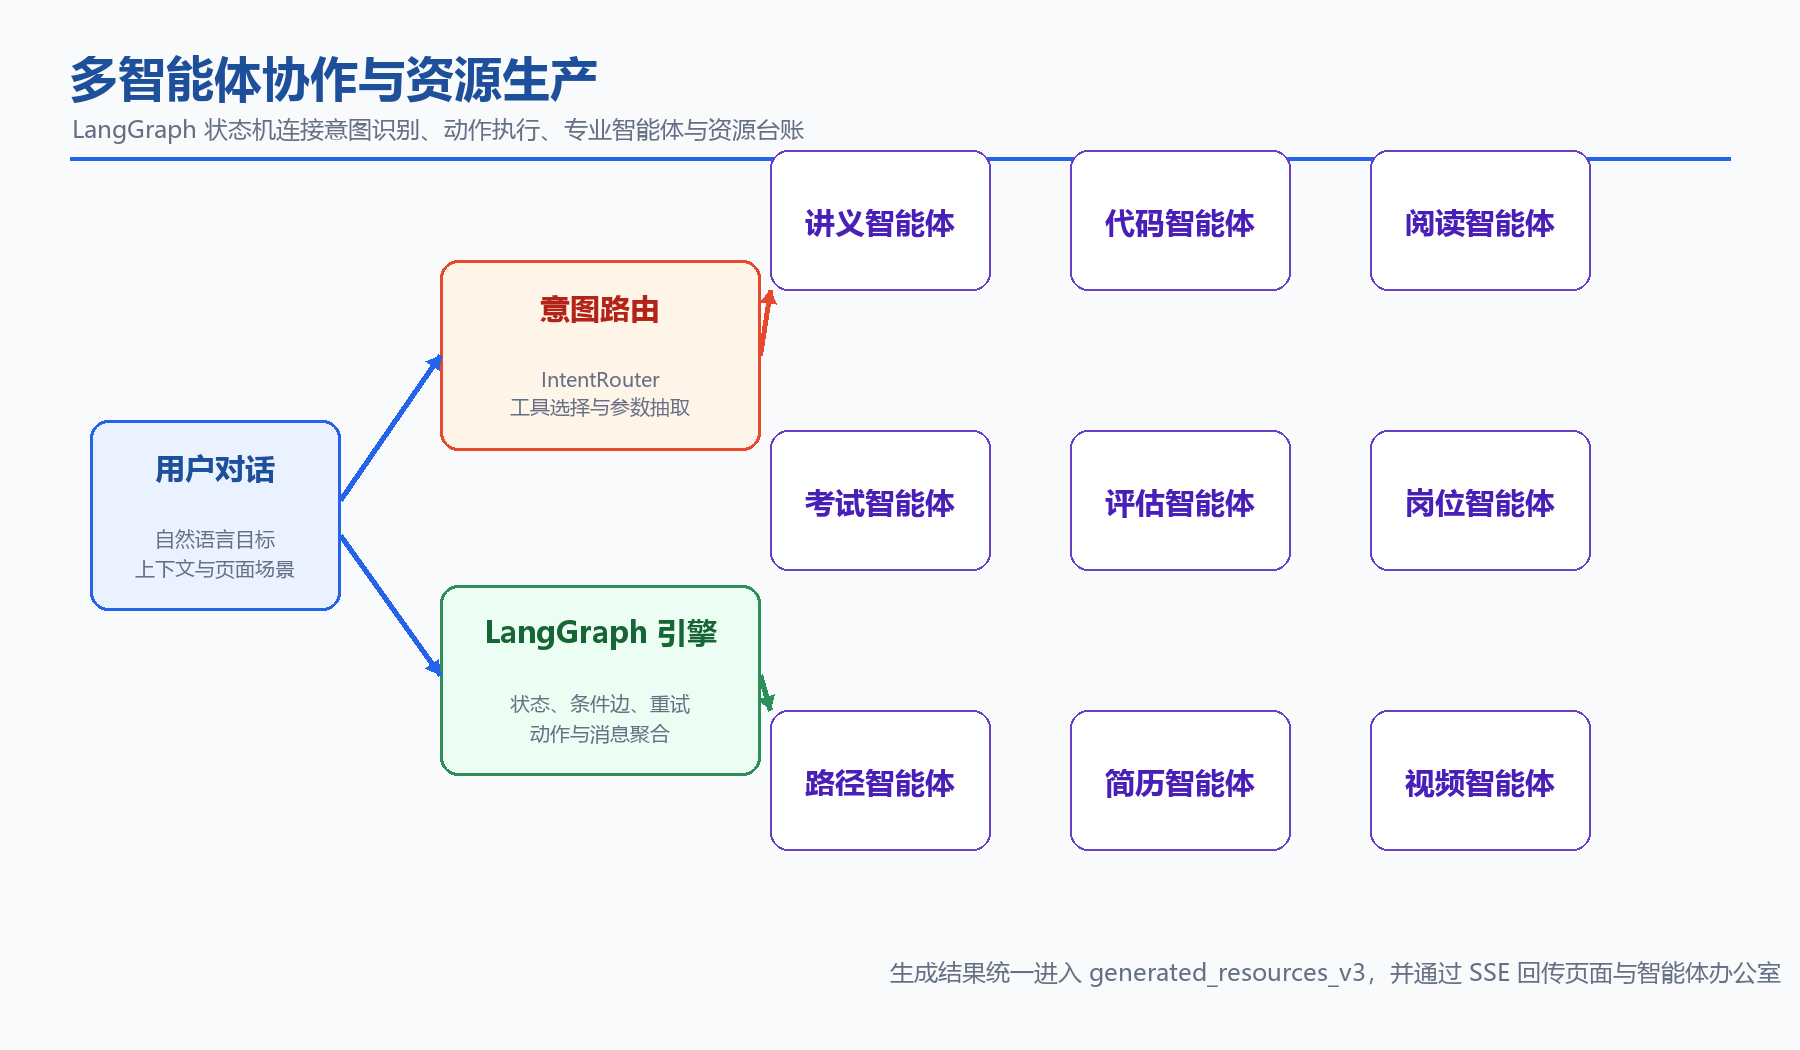 多智能体协作与资源生产
LangGraph 状态机连接意图识别、动作执行、专业智能体与资源台账
用户对话
自然语言目标
上下文与页面场景
意图路由
IntentRouter
工具选择与参数抽取
LangGraph 引擎
状态、条件边、重试
动作与消息聚合
讲义智能体
代码智能体
阅读智能体
考试智能体
评估智能体
岗位智能体
路径智能体
简历智能体
视频智能体
生成结果统一进入 generated_resources_v3，并通过 SSE 回传页面与智能体办公室